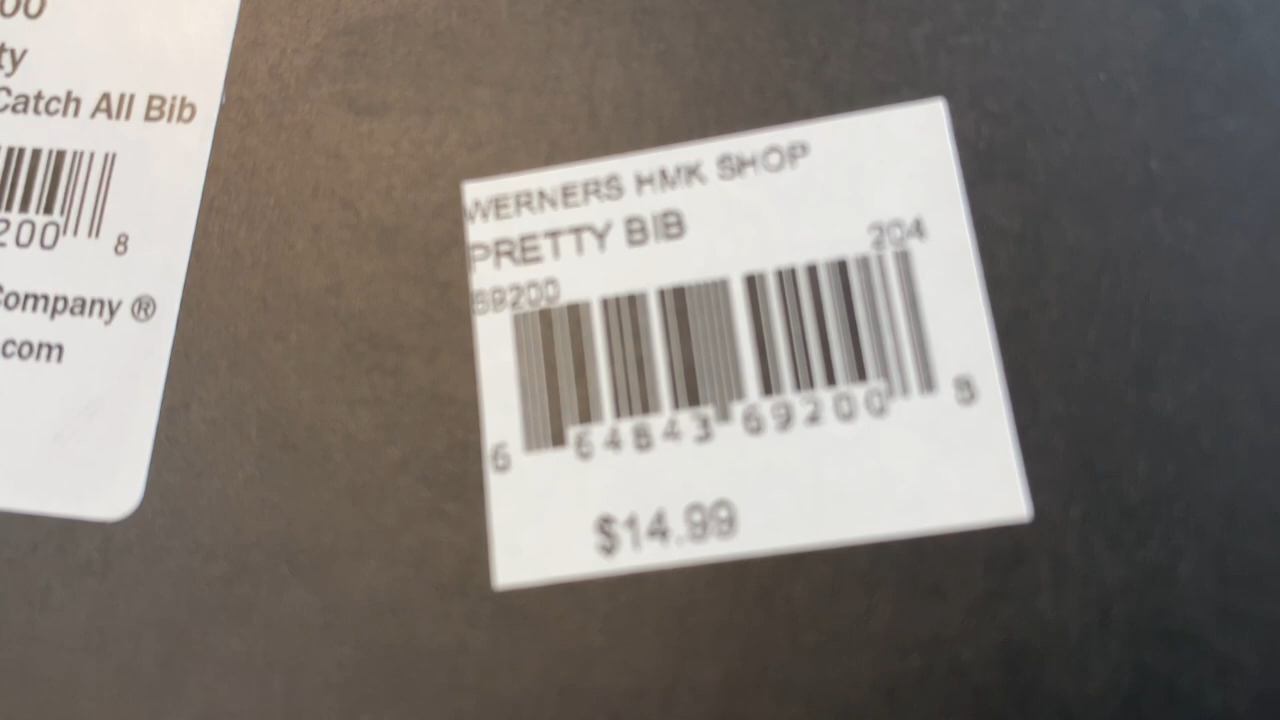 00
ty
Catch All Bib
200 8
Company ®
.com
WERNERS HMK SHOP
PRETTY BIB
69200 204
6 64843 69200 8
$14.99